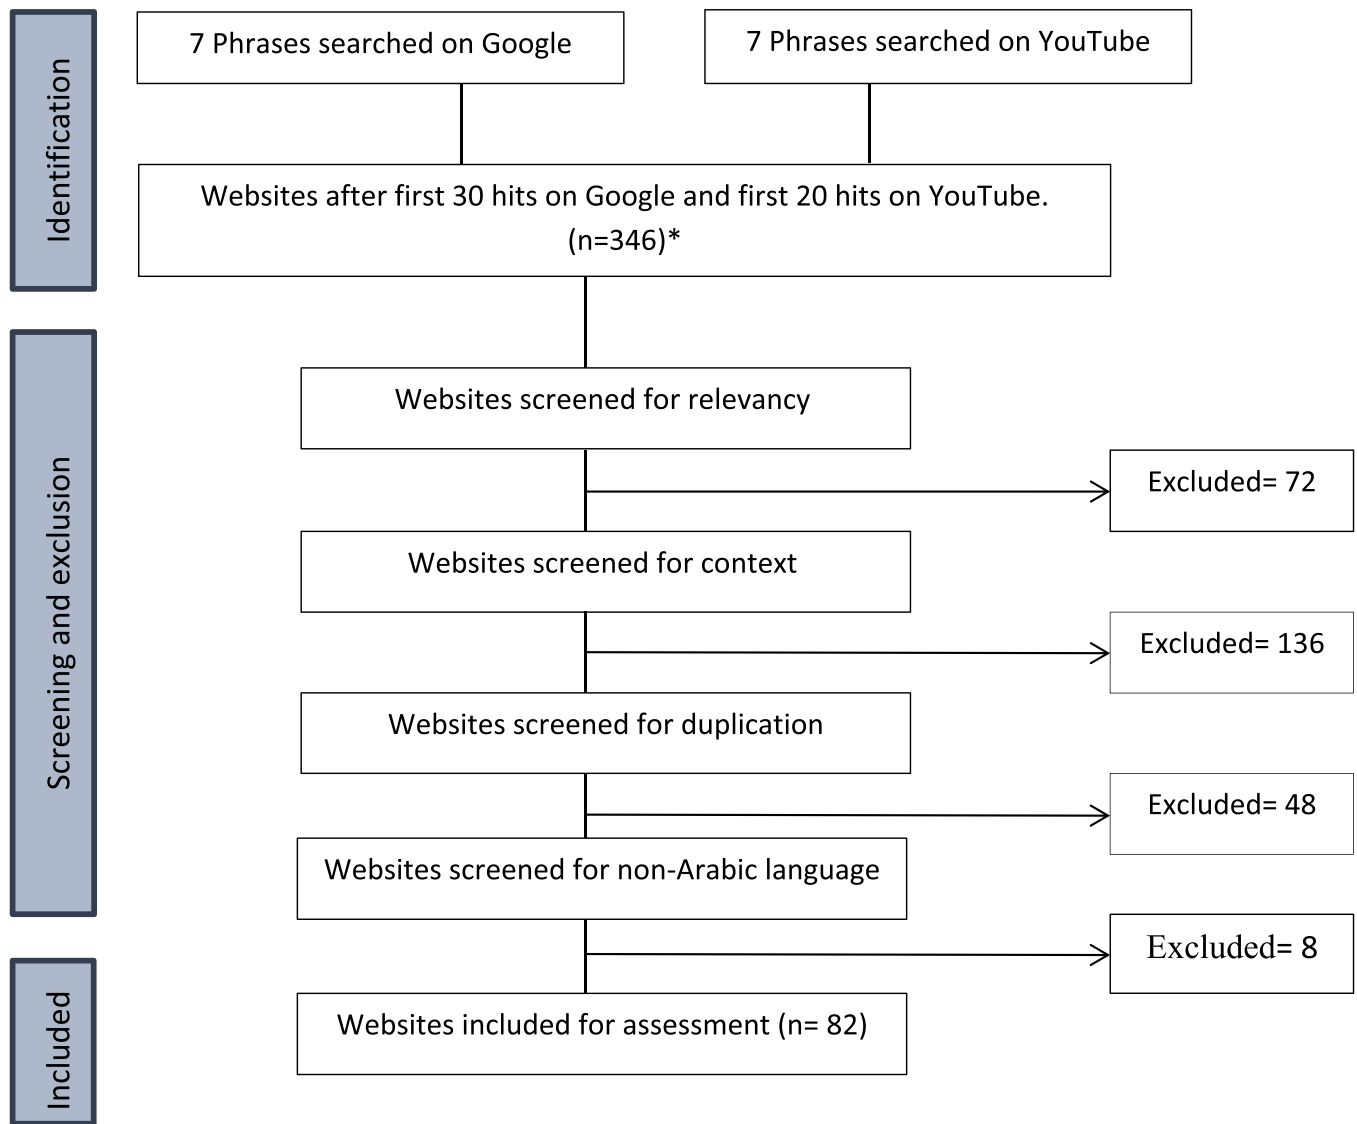 Identification
7 Phrases searched on Google
7 Phrases searched on YouTube
Websites after first 30 hits on Google and first 20 hits on YouTube.
(n=346)*
Screening and exclusion
Websites screened for relevancy
Excluded= 72
Websites screened for context
Excluded= 136
Websites screened for duplication
Excluded= 48
Websites screened for non-Arabic language
Excluded= 8
Included
Websites included for assessment (n= 82)